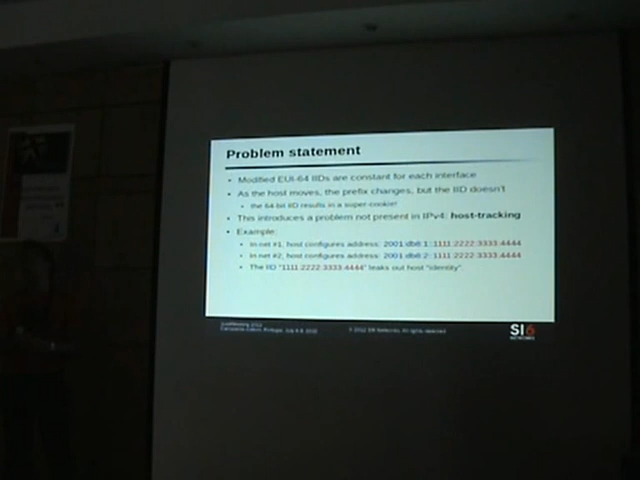 Problem statement
• Modified EUI-64 IIDs are constant for each interface
• As the host moves, the prefix changes, but the IID doesn't
• the 64-bit IID results in a super-cookie!
• This introduces a problem not present in IPv4: host-tracking
• Example:
• In net #1, host configures address: 2001:db8:1::1111:2222:3333:4444
• In net #2, host configures address: 2001:db8:2::1111:2222:3333:4444
• The IID "1111:2222:3333:4444" leaks out host "identity".
© 2012 SI6 Networks. All rights reserved
SI6
NETWORKS